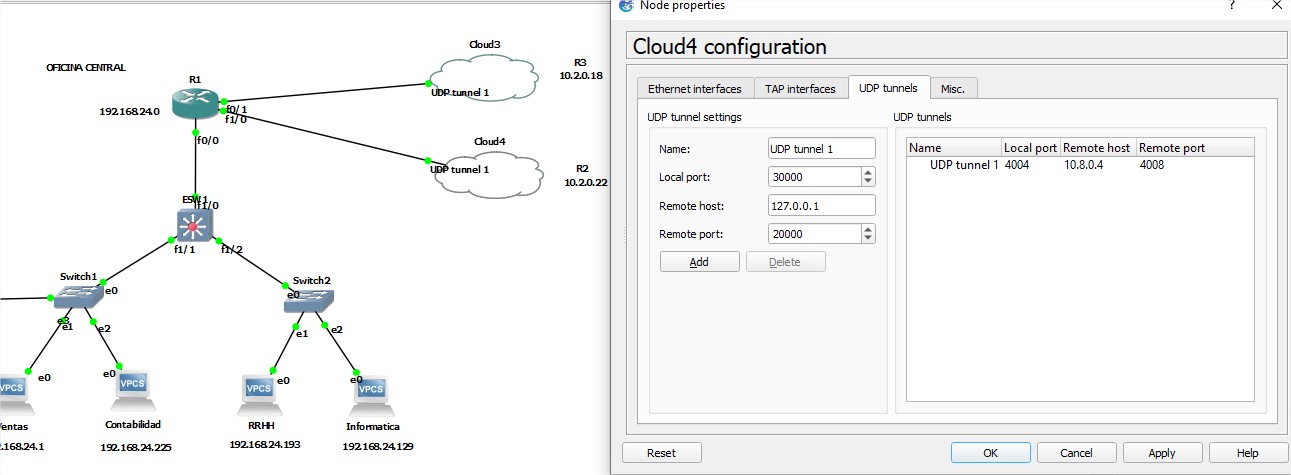 Node properties
?
Cloud4 configuration
Ethernet interfaces
TAP interfaces
UDP tunnels
Misc.
UDP tunnel settings
Name:
UDP tunnel 1
Local port:
30000
Remote host:
127.0.0.1
Remote port:
20000
Add
Delete
UDP tunnels
Name Local port Remote host Remote port
UDP tunnel 1 4004 10.8.0.4 4008
Reset
OK
Cancel
Apply
Help
OFICINA CENTRAL
Cloud3
R3
10.2.0.18
R1
UDP tunnel 1
192.168.24.0
f0/1
f1/0
f0/0
Cloud4
UDP tunnel 1
R2
10.2.0.22
ESW1
f1/0
f1/1
f1/2
Switch1
e0
e3
e1
e2
Switch2
e0
e1
e2
e0
e0
e0
e0
VPCS
VPCS
VPCS
VPCS
Contabilidad
192.168.24.225
RRHH
192.168.24.193
Informatica
192.168.24.129
entas
.168.24.1